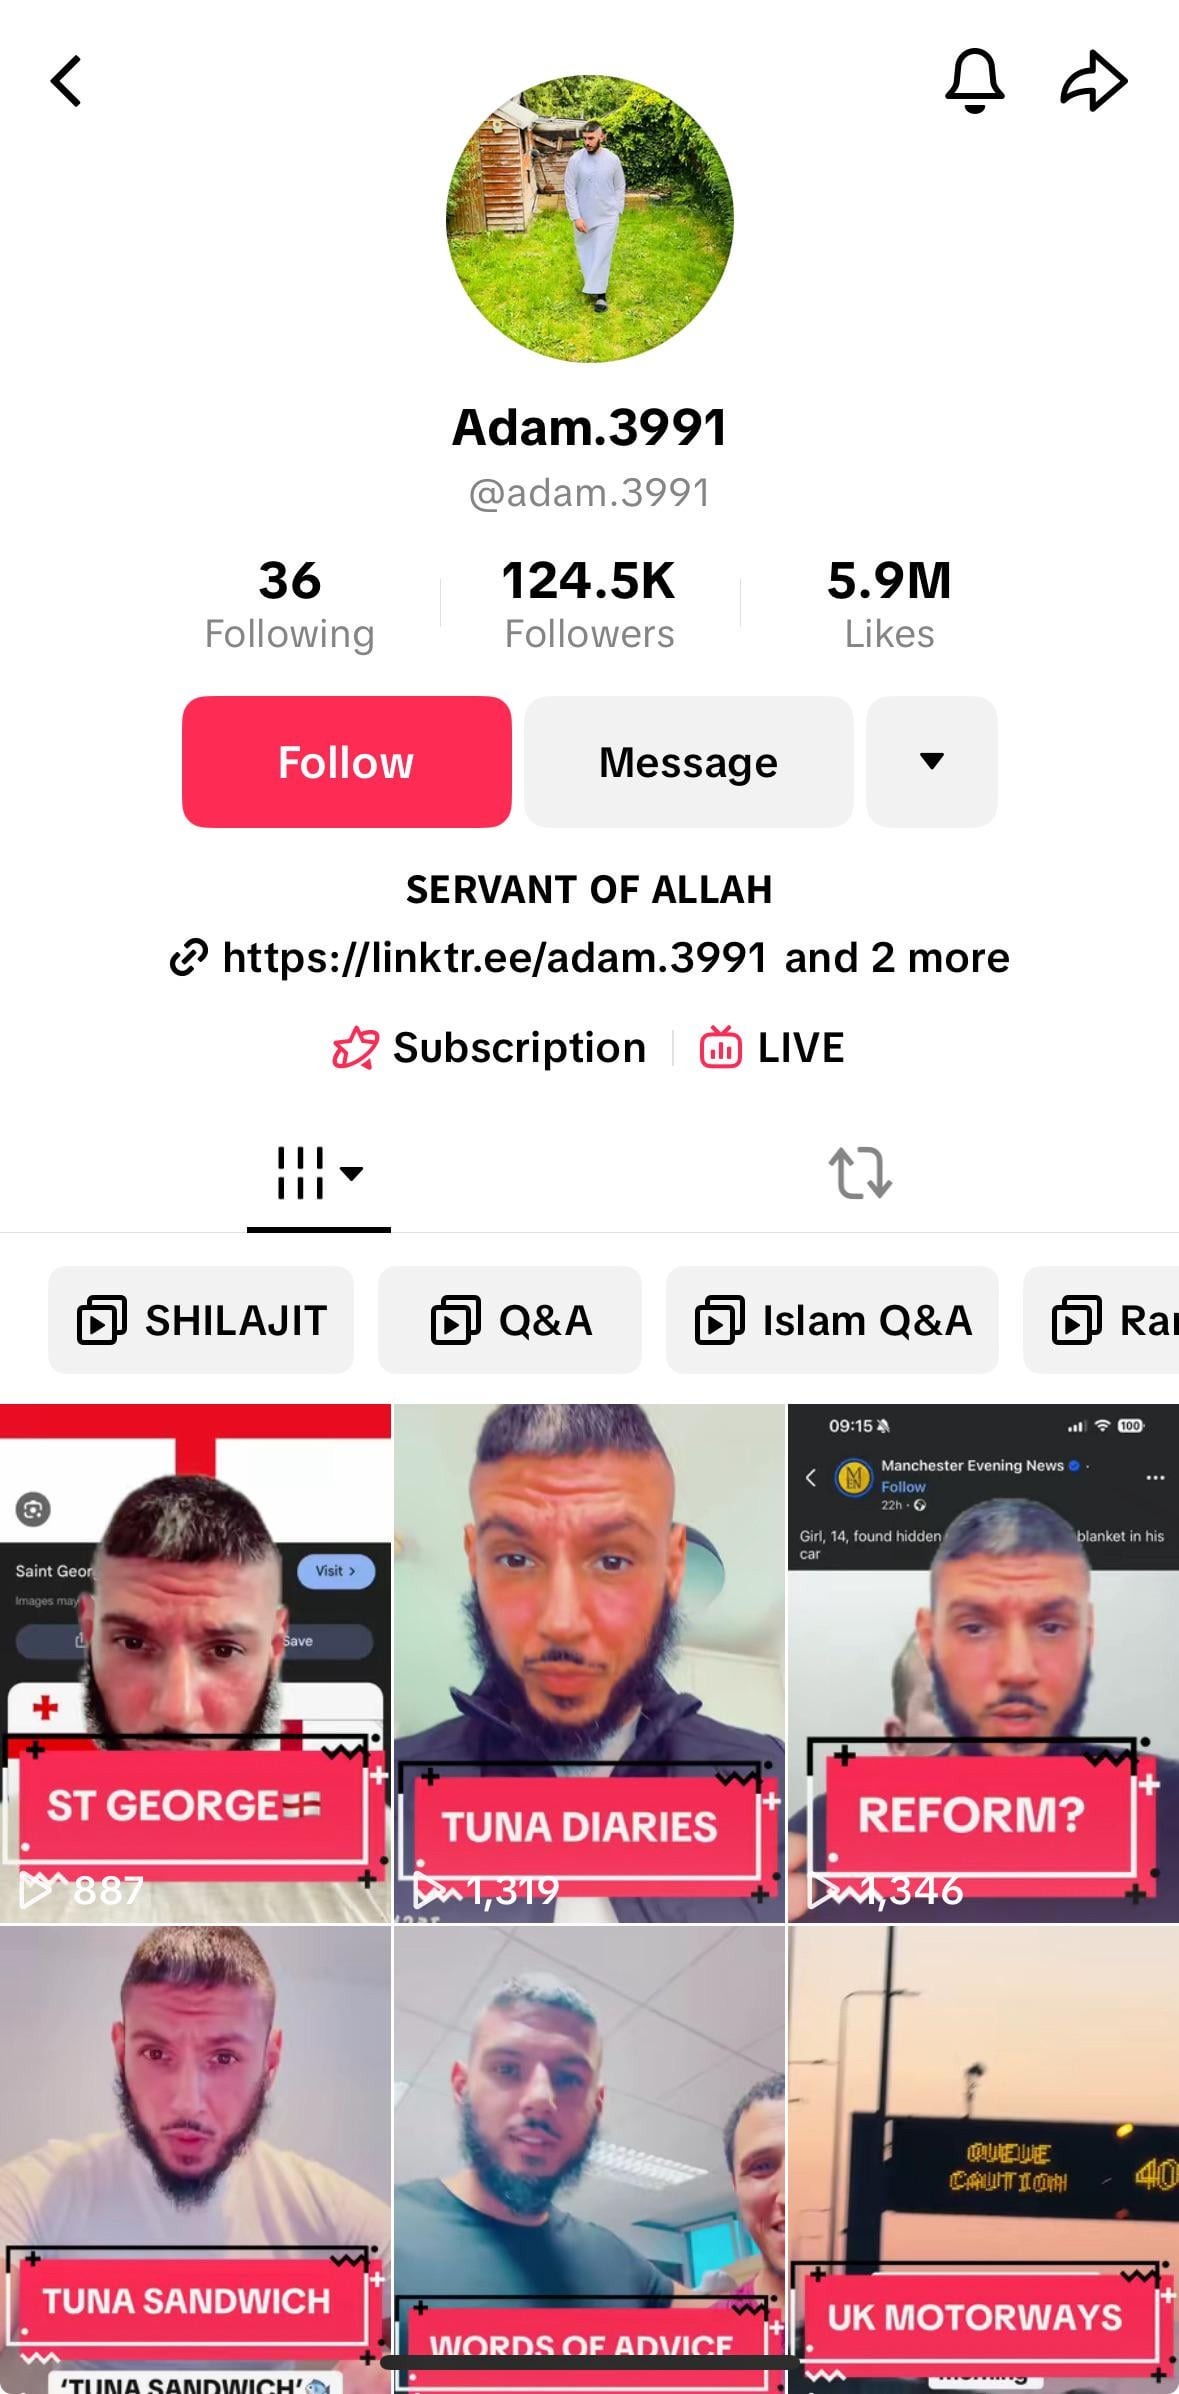 Adam.3991
@adam.3991
36
124.5K
5.9M
Following
Followers
Likes
Follow
Message
SERVANT OF ALLAH
https://linktr.ee/adam.3991 and 2 more
Subscription
LIVE
SHILAJIT
Q&A
Islam Q&A
Saint
Visit >
Images may
Save
ST GEORGE🏴󠁧󠁢󠁥󠁮󠁧󠁿
887
TUNA DIARIES
1,319
09:15
100
Manchester Evening News
Follow
22h
Girl, 14, found hidden
blanket in his
car
REFORM?
1,346
TUNA SANDWICH
'TUNA SANDWICH'🐟
WORDS OF ADVICE
QUEUE
CAUTION
40
UK MOTORWAYS